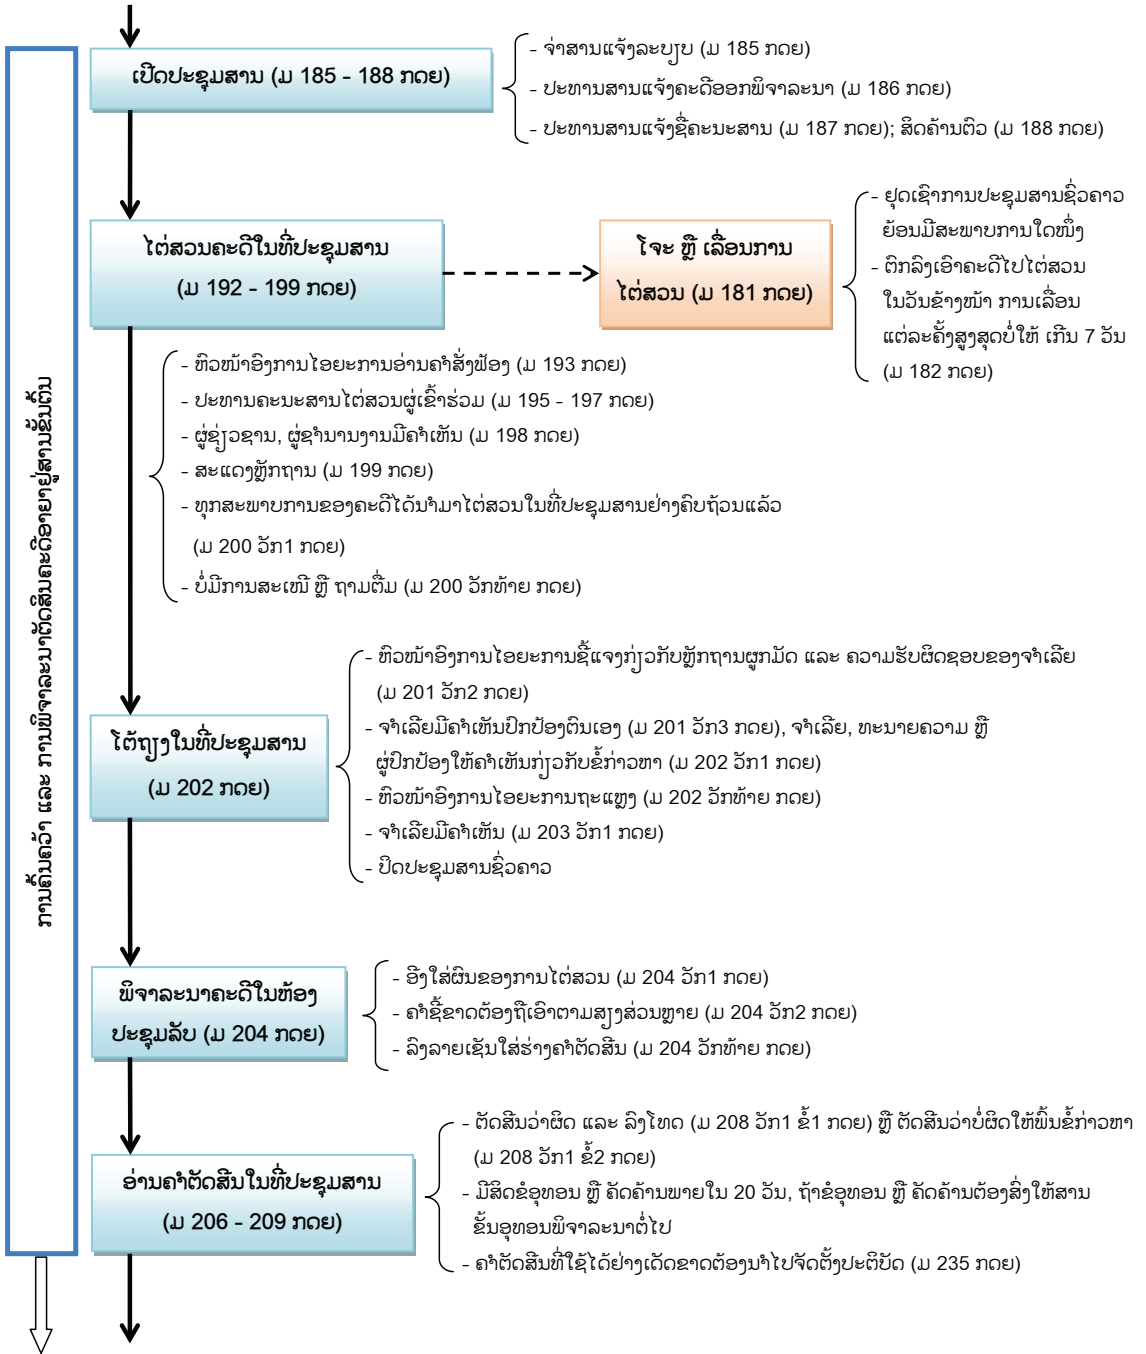 ເປີດປະຊຸມສານ (ມ 185 - 188 ກດຍ)
- ຈ່າສານແຈ້ງລະບຽບ (ມ 185 ກດຍ)
- ປະທານສານແຈ້ງຄະດີອອກພິຈາລະນາ (ມ 186 ກດຍ)
- ປະທານສານແຈ້ງຊື່ຄະນະສານ (ມ 187 ກດຍ); ສິດຄ້ານຕົວ (ມ 188 ກດຍ)
ໄຕ່ສວນຄະດີໃນທີ່ປະຊຸມສານ
(ມ 192 - 199 ກດຍ)
ໂຈະ ຫຼື ເລື່ອນການ
ໄຕ່ສວນ (ມ 181 ກດຍ)
- ຢຸດເຊົາການປະຊຸມສານຊົ່ວຄາວ
ຍ້ອນມີສະພາບການໃດໜຶ່ງ
- ຕົກລົງເອົາຄະດີໄປໄຕ່ສວນ
ໃນວັນຂ້າງໜ້າ ການເລື່ອນ
ແຕ່ລະຄັ້ງສູງສຸດບໍ່ໃຫ້ ເກີນ 7 ວັນ
(ມ 182 ກດຍ)
- ຫົວໜ້າອົງການໄອຍະການອ່ານຄຳສັ່ງຟ້ອງ (ມ 193 ກດຍ)
- ປະທານຄະນະສານໄຕ່ສວນຜູ່ເຂົ້າຮ່ວມ (ມ 195 - 197 ກດຍ)
- ຜູ່ຊ່ຽວຊານ, ຜູ່ຊຳນານງານມີຄຳເຫັນ (ມ 198 ກດຍ)
- ສະແດງຫຼັກຖານ (ມ 199 ກດຍ)
- ທຸກສະພາບການຂອງຄະດີໄດ້ນຳມາໄຕ່ສວນໃນທີ່ປະຊຸມສານຢ່າງຄົບຖ້ວນແລ້ວ
(ມ 200 ວັກ1 ກດຍ)
- ບໍ່ມີການສະເໜີ ຫຼື ຖາມຕື່ມ (ມ 200 ວັກທ້າຍ ກດຍ)
ການຄົ້ນຄວ້າ ແລະ ການພິຈາລະນາຕັດສີນຄະດີອາຍາຢູ່ສານຂັ້ນຕົ້ນ
ໂຕ້ຖຽງໃນທີ່ປະຊຸມສານ
(ມ 202 ກດຍ)
- ຫົວໜ້າອົງການໄອຍະການຊີ້ແຈງກ່ຽວກັບຫຼັກຖານຜູກມັດ ແລະ ຄວາມຮັບຜິດຊອບຂອງຈຳເລີຍ
(ມ 201 ວັກ2 ກດຍ)
- ຈຳເລີຍມີຄຳເຫັນປົກປ້ອງຕົນເອງ (ມ 201 ວັກ3 ກດຍ), ຈຳເລີຍ, ທະນາຍຄວາມ ຫຼື
ຜູ່ປົກປ້ອງໃຫ້ຄຳເຫັນກ່ຽວກັບຂໍ້ກ່າວຫາ (ມ 202 ວັກ1 ກດຍ)
- ຫົວໜ້າອົງການໄອຍະການຖະແຫຼງ (ມ 202 ວັກທ້າຍ ກດຍ)
- ຈຳເລີຍມີຄຳເຫັນ (ມ 203 ວັກ1 ກດຍ)
- ປິດປະຊຸມສານຊົ່ວຄາວ
ພິຈາລະນາຄະດີໃນຫ້ອງ
ປະຊຸມລັບ (ມ 204 ກດຍ)
- ອີງໃສ່ຜົນຂອງການໄຕ່ສວນ (ມ 204 ວັກ1 ກດຍ)
- ຄຳຊີ້ຂາດຕ້ອງຖືເອົາຕາມສຽງສ່ວນຫຼາຍ (ມ 204 ວັກ2 ກດຍ)
- ລົງລາຍເຊັນໃສ່ຮ່າງຄຳຕັດສີນ (ມ 204 ວັກທ້າຍ ກດຍ)
ອ່ານຄຳຕັດສີນໃນທີ່ປະຊຸມສານ
(ມ 206 - 209 ກດຍ)
- ຕັດສີນວ່າຜິດ ແລະ ລົງໂທດ (ມ 208 ວັກ1 ຂໍ້1 ກດຍ) ຫຼື ຕັດສີນວ່າບໍ່ຜິດໃຫ້ພົ້ນຂໍ້ກ່າວຫາ
(ມ 208 ວັກ1 ຂໍ້2 ກດຍ)
- ມີສິດຂໍອຸທອນ ຫຼື ຄັດຄ້ານພາຍໃນ 20 ວັນ, ຖ້າຂໍອຸທອນ ຫຼື ຄັດຄ້ານຕ້ອງສົ່ງໃຫ້ສານ
ຂັ້ນອຸທອນພິຈາລະນາຕໍ່ໄປ
- ຄຳຕັດສີນທີ່ໃຊ້ໄດ້ຢ່າງເດັດຂາດຕ້ອງນຳໄປຈັດຕັ້ງປະຕິບັດ (ມ 235 ກດຍ)